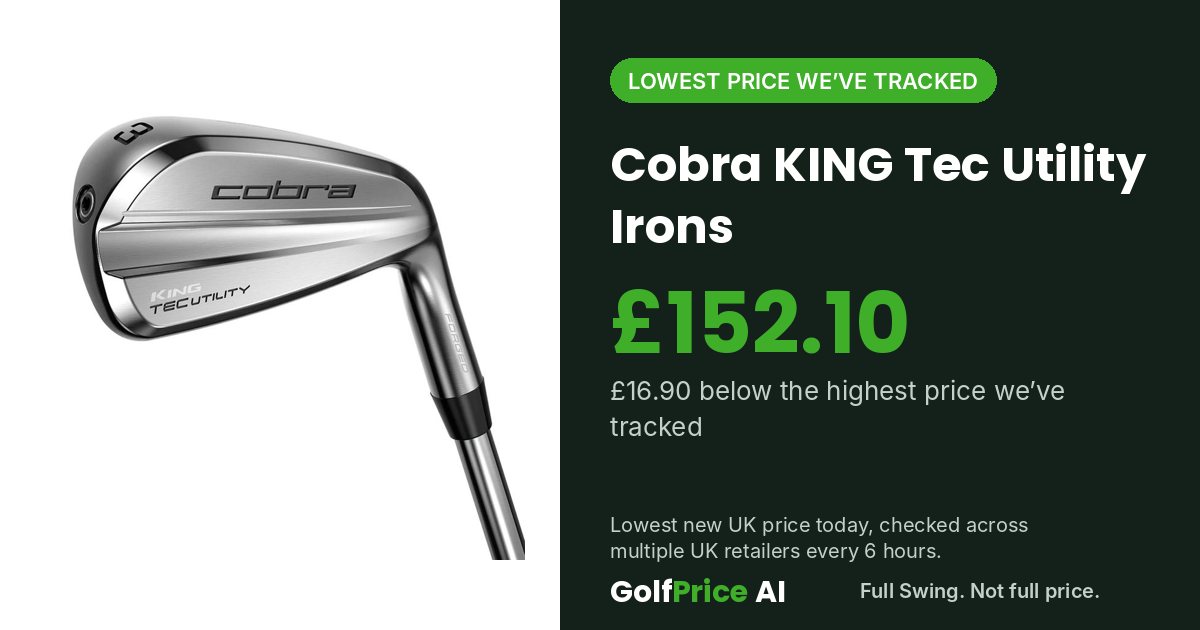 3
cobra
KING
TEC UTILITY
FORGED
LOWEST PRICE WE’VE TRACKED
Cobra KING Tec Utility
Irons
£152.10
£16.90 below the highest price we’ve
tracked
Lowest new UK price today, checked across
multiple UK retailers every 6 hours.
GolfPrice AI
Full Swing. Not full price.